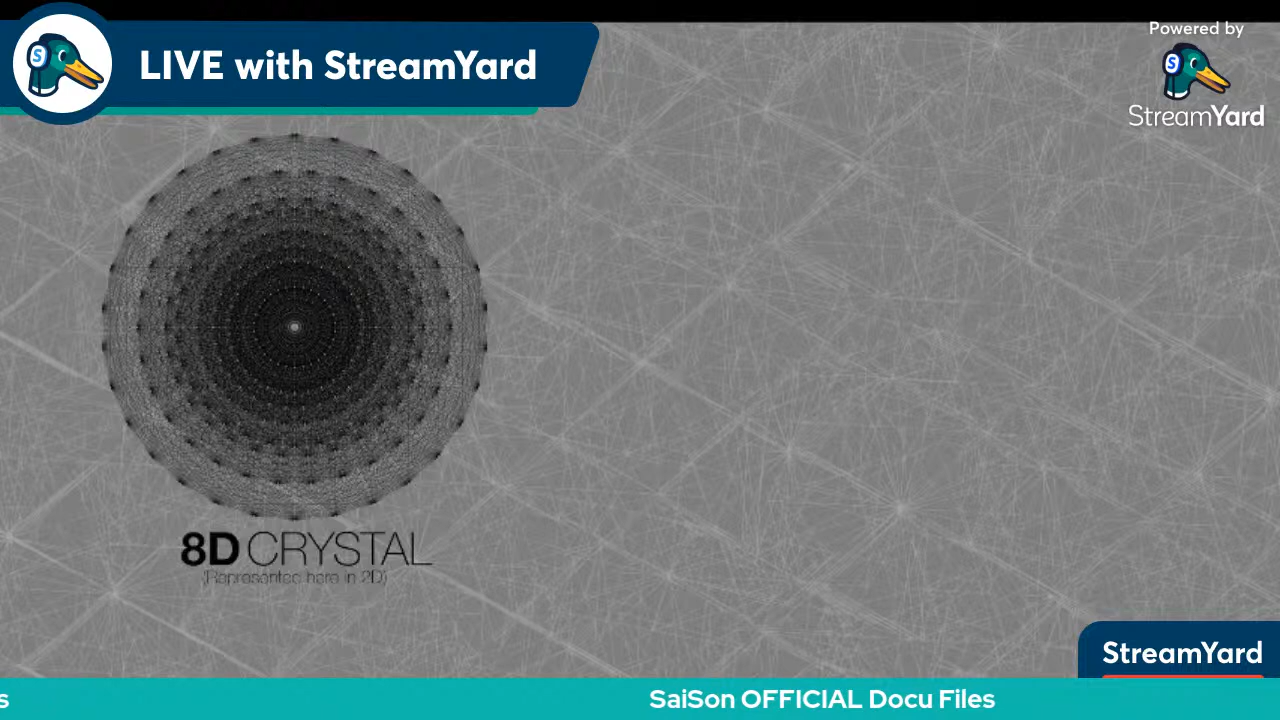 LIVE with StreamYard
Powered by
StreamYard
8D CRYSTAL
(Represented here in 2D)
StreamYard
s
SaiSon OFFICIAL Docu Files